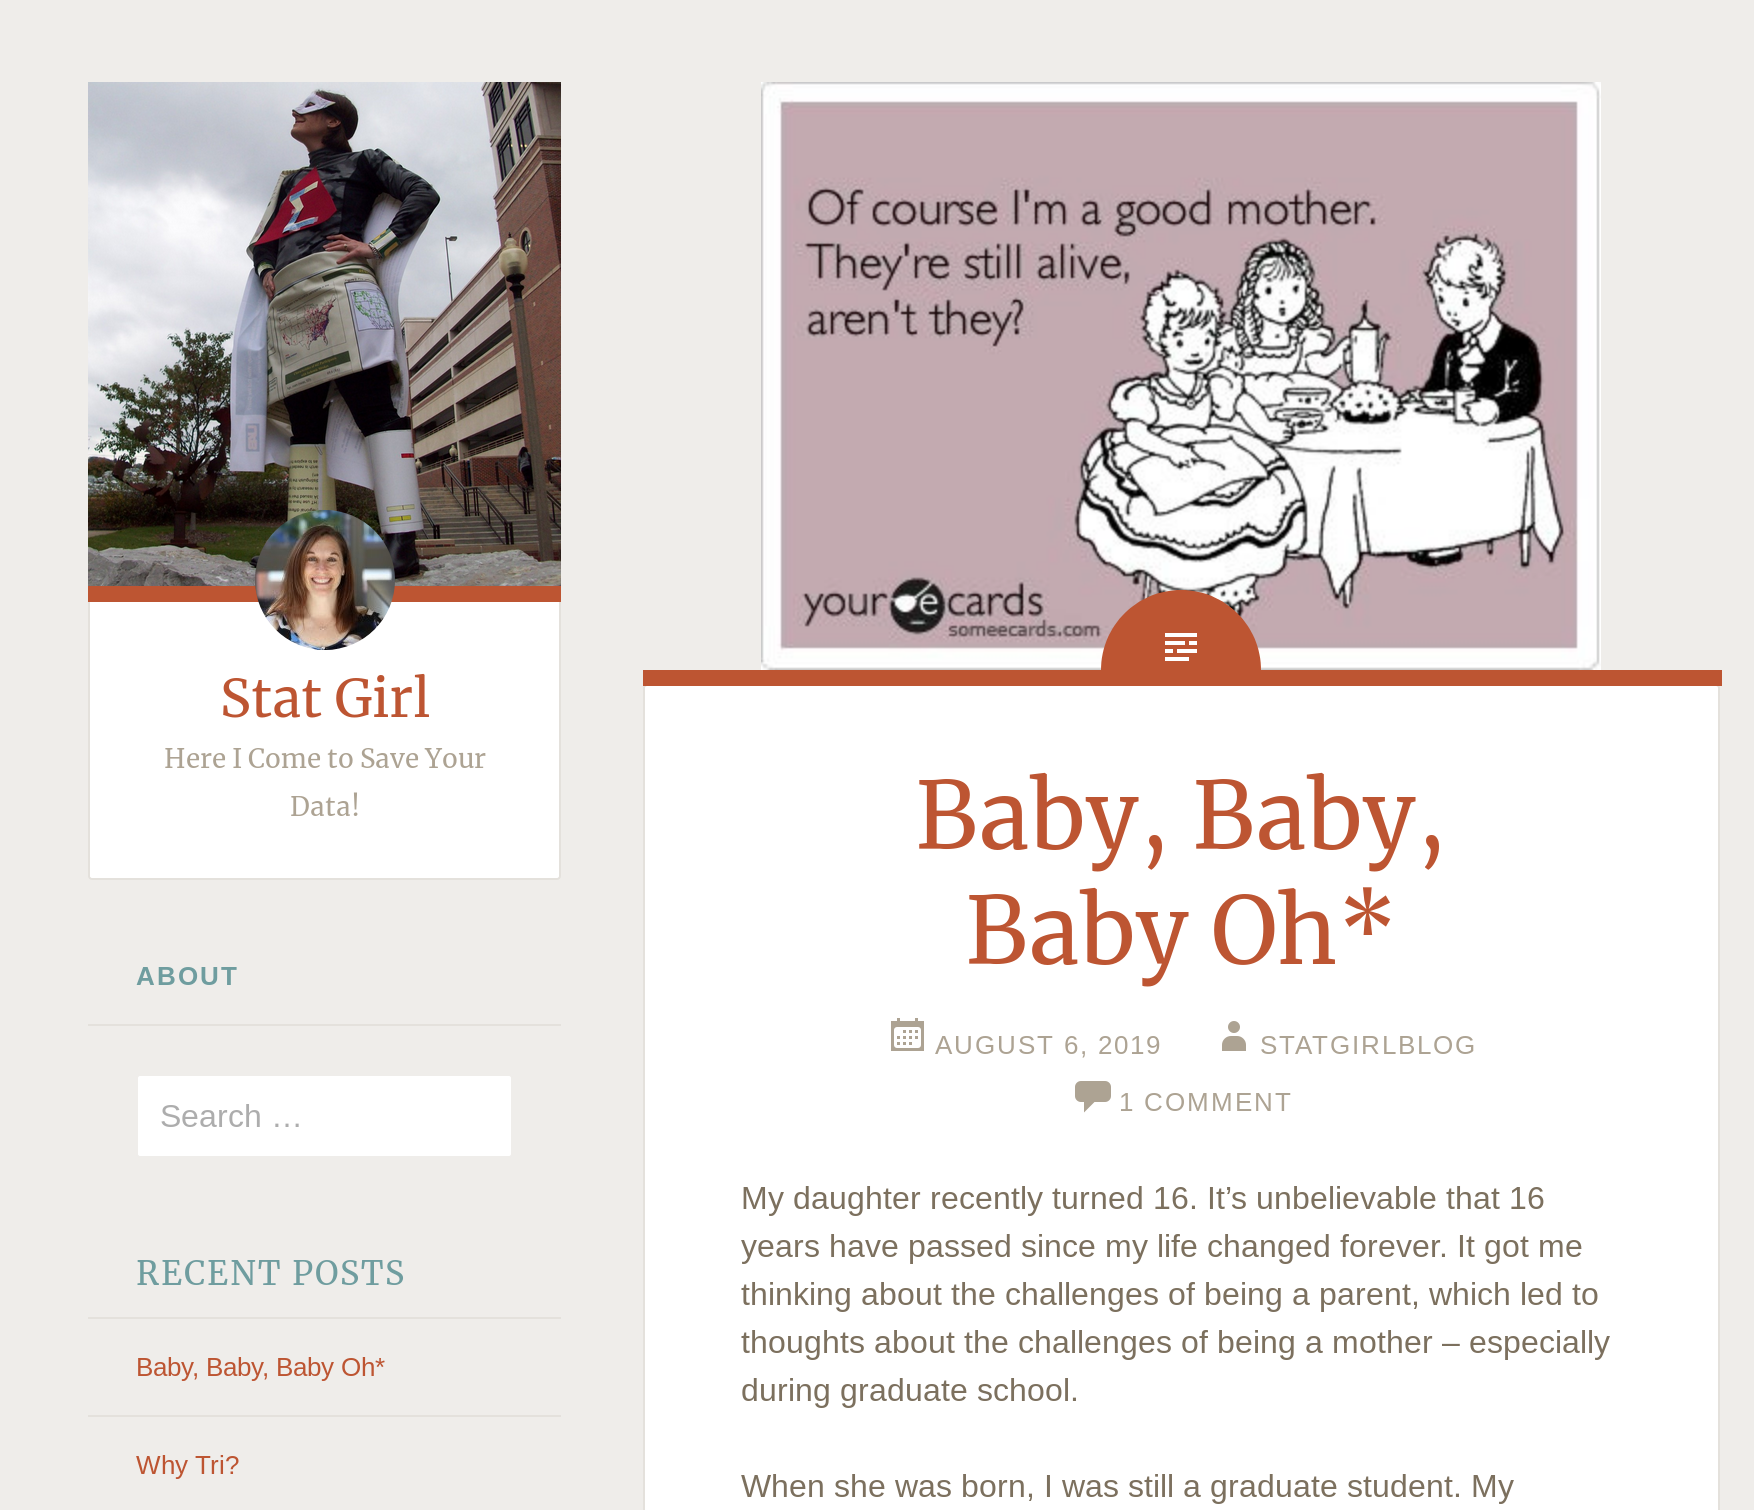 Σ
Of course I'm a good mother.
They're still alive,
aren't they?
your e cards
someecards.com
Stat Girl
Here I Come to Save Your
Data!
ABOUT
Search …
RECENT POSTS
Baby, Baby, Baby Oh*
Why Tri?
Baby, Baby,
Baby Oh*
AUGUST 6, 2019
STATGIRLBLOG
1 COMMENT
My daughter recently turned 16. It’s unbelievable that 16
years have passed since my life changed forever. It got me
thinking about the challenges of being a parent, which led to
thoughts about the challenges of being a mother – especially
during graduate school.
When she was born, I was still a graduate student. My